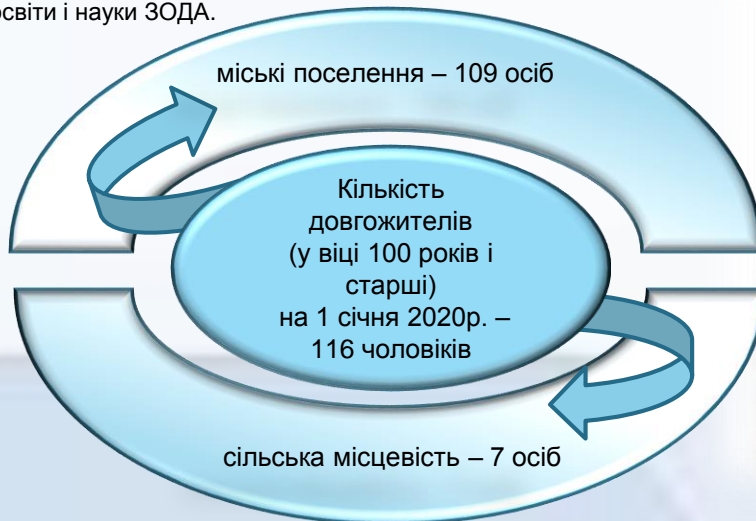 освіти і науки ЗОДА.
міські поселення – 109 осіб
Кількість
довгожителів
(у віці 100 років і
старші)
на 1 січня 2020р. –
116 чоловіків
сільська місцевість – 7 осіб